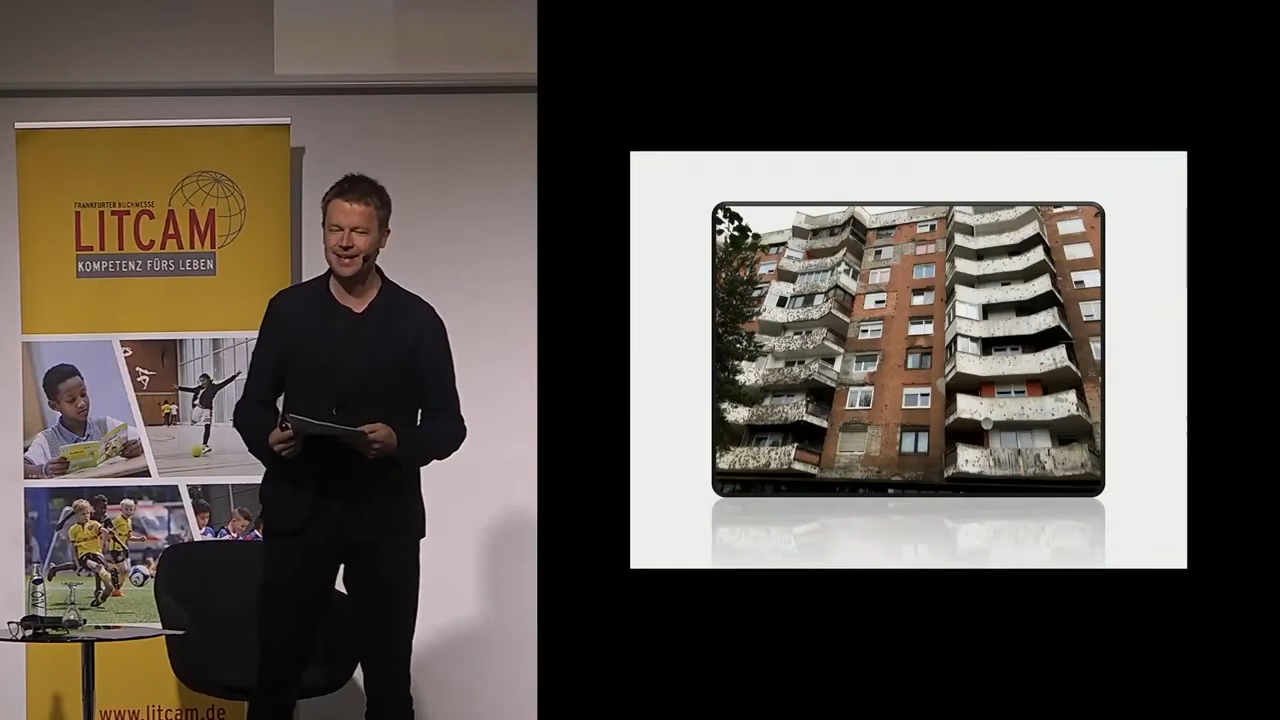 FRANKFURTER BUCHMESSE
LITCAM
KOMPETENZ FÜRS LEBEN
www.litcam.de